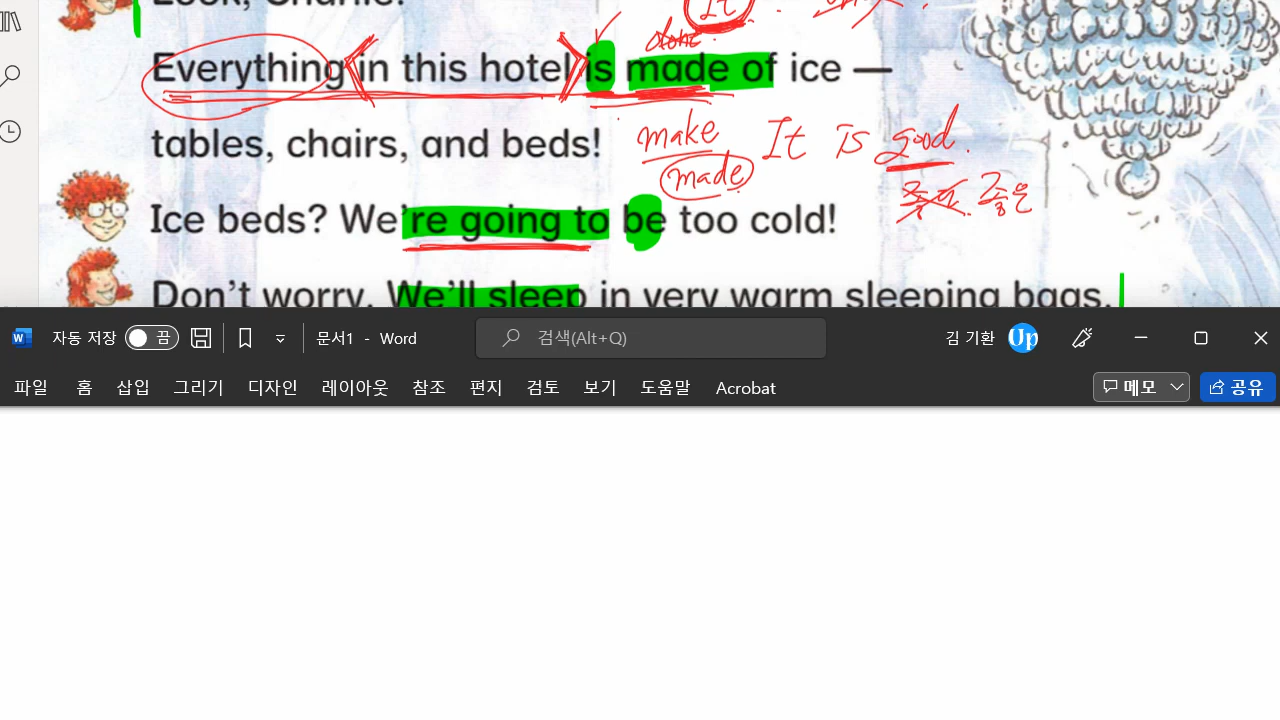 Look, Charlie!
It
Everything in this hotel is made of ice —
tables, chairs, and beds!
make It is good.
made
좋은
Ice beds? We're going to be too cold!
Don't worry. We'll sleep in very warm sleeping bags.
자동 저장 끔 문서1 - Word 검색(Alt+Q) 김 기환 Up
파일 홈 삽입 그리기 디자인 레이아웃 참조 편지 검토 보기 도움말 Acrobat 메모 공유